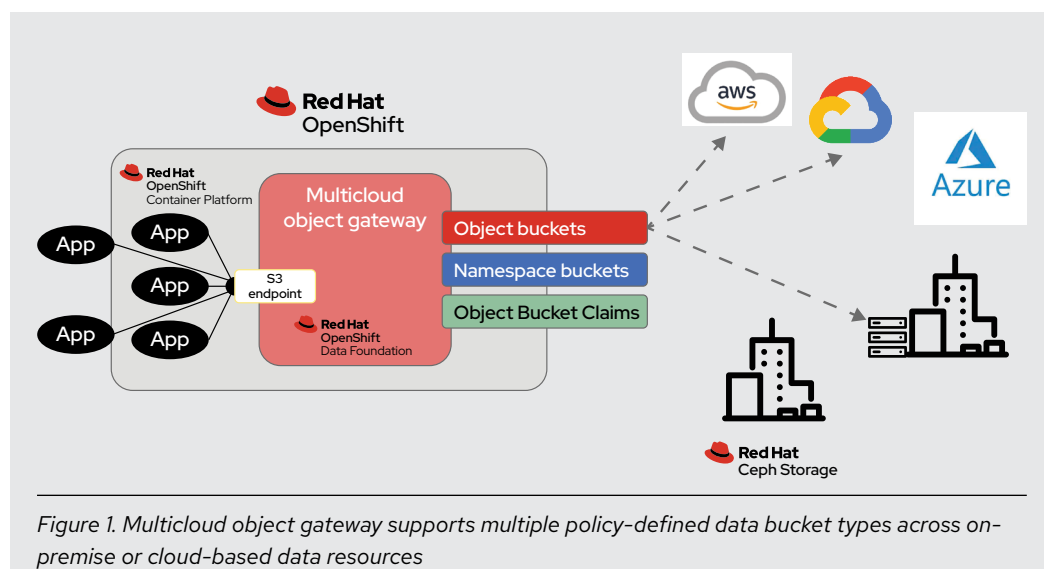 aws
Red Hat
OpenShift
Azure
Red Hat
OpenShift
Container Platform
Multicloud
object gateway
App
App
App
App
App
S3
endpoint
Object buckets
Namespace buckets
Object Bucket Claims
Red Hat
OpenShift
Data Foundation
Red Hat
Ceph Storage
Figure 1. Multicloud object gateway supports multiple policy-defined data bucket types across on-
premise or cloud-based data resources